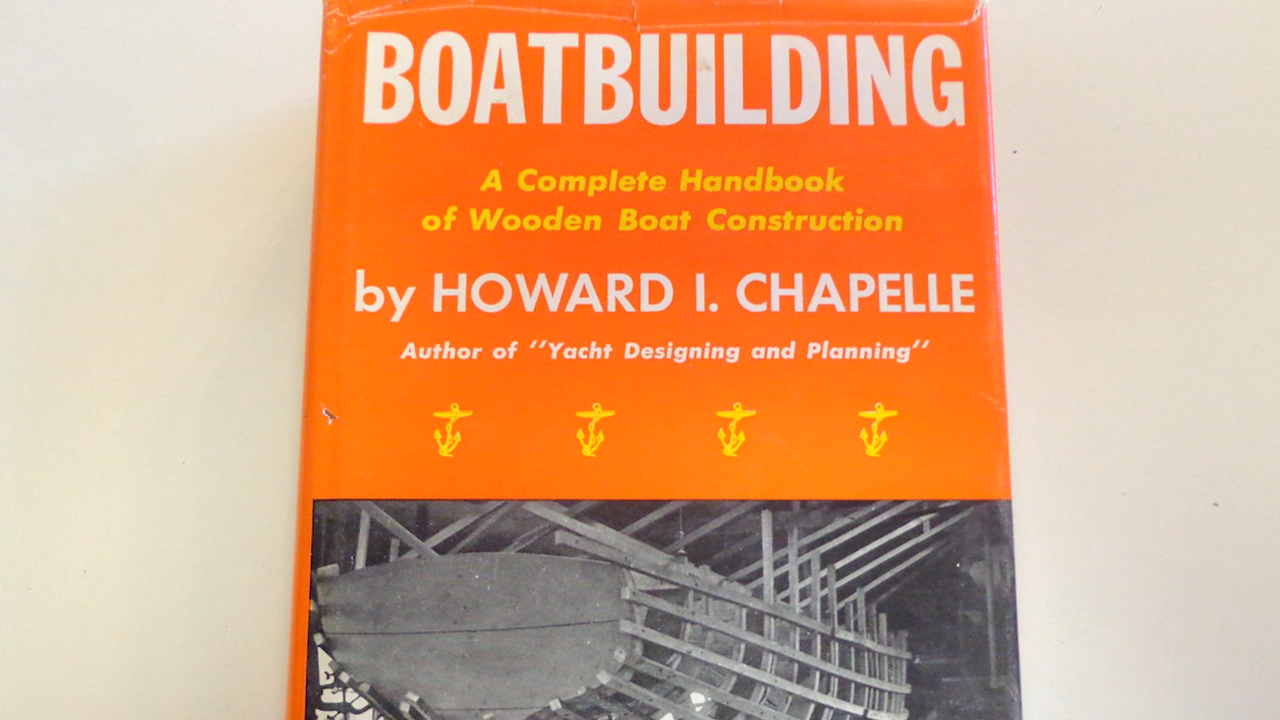 BOATBUILDING
A Complete Handbook
of Wooden Boat Construction
by HOWARD I. CHAPELLE
Author of "Yacht Designing and Planning"